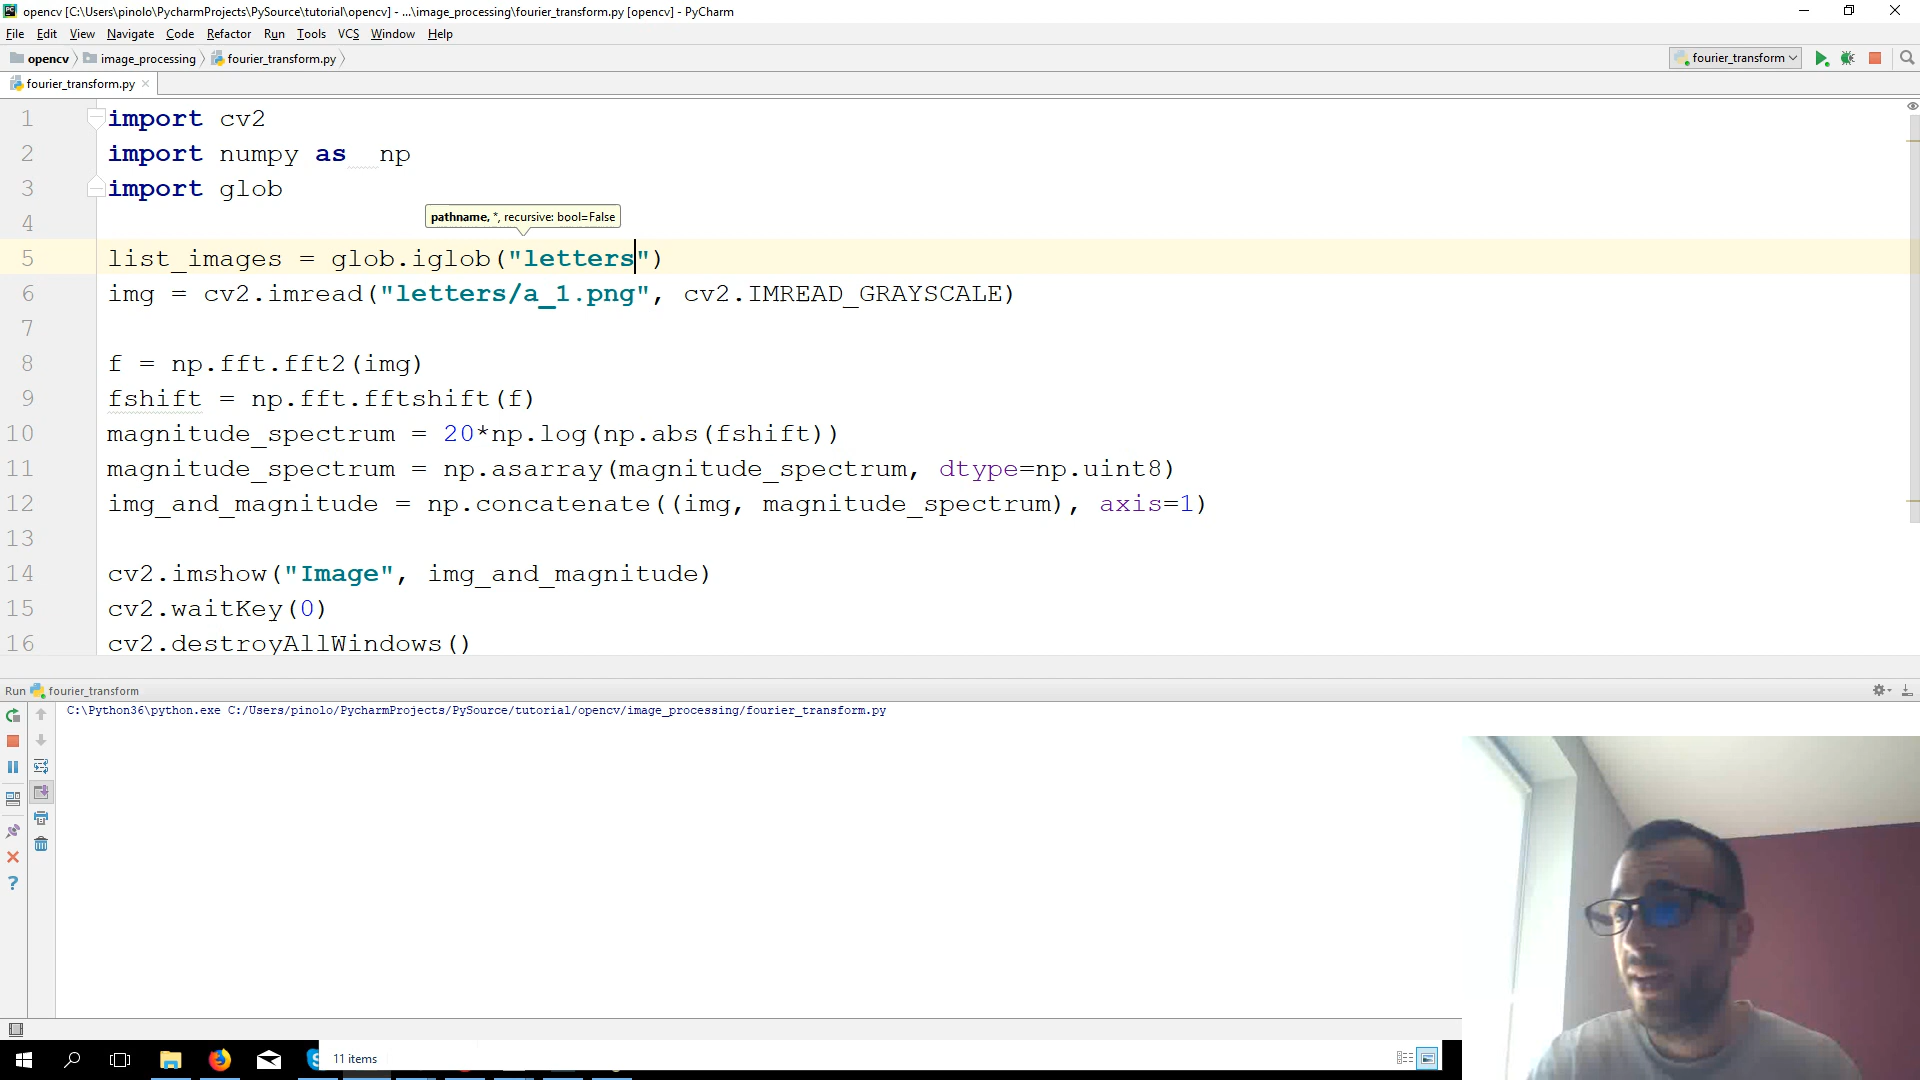 opencv [C:\Users\pinolo\PycharmProjects\PySource\tutorial\opencv] - ...\image_processing\fourier_transform.py [opencv] - PyCharm
File Edit View Navigate Code Refactor Run Tools VCS Window Help
opencv image_processing fourier_transform.py fourier_transform
fourier_transform.py
1 import cv2
2 import numpy as  np
3 import glob
pathname, *, recursive: bool=False
4
5 list_images = glob.iglob("letters")
6 img = cv2.imread("letters/a_1.png", cv2.IMREAD_GRAYSCALE)
7
8 f = np.fft.fft2(img)
9 fshift = np.fft.fftshift(f)
10 magnitude_spectrum = 20*np.log(np.abs(fshift))
11 magnitude_spectrum = np.asarray(magnitude_spectrum, dtype=np.uint8)
12 img_and_magnitude = np.concatenate((img, magnitude_spectrum), axis=1)
13
14 cv2.imshow("Image", img_and_magnitude)
15 cv2.waitKey(0)
16 cv2.destroyAllWindows()
Run fourier_transform
C:\Python36\python.exe C:/Users/pinolo/PycharmProjects/PySource/tutorial/opencv/image_processing/fourier_transform.py
11 items